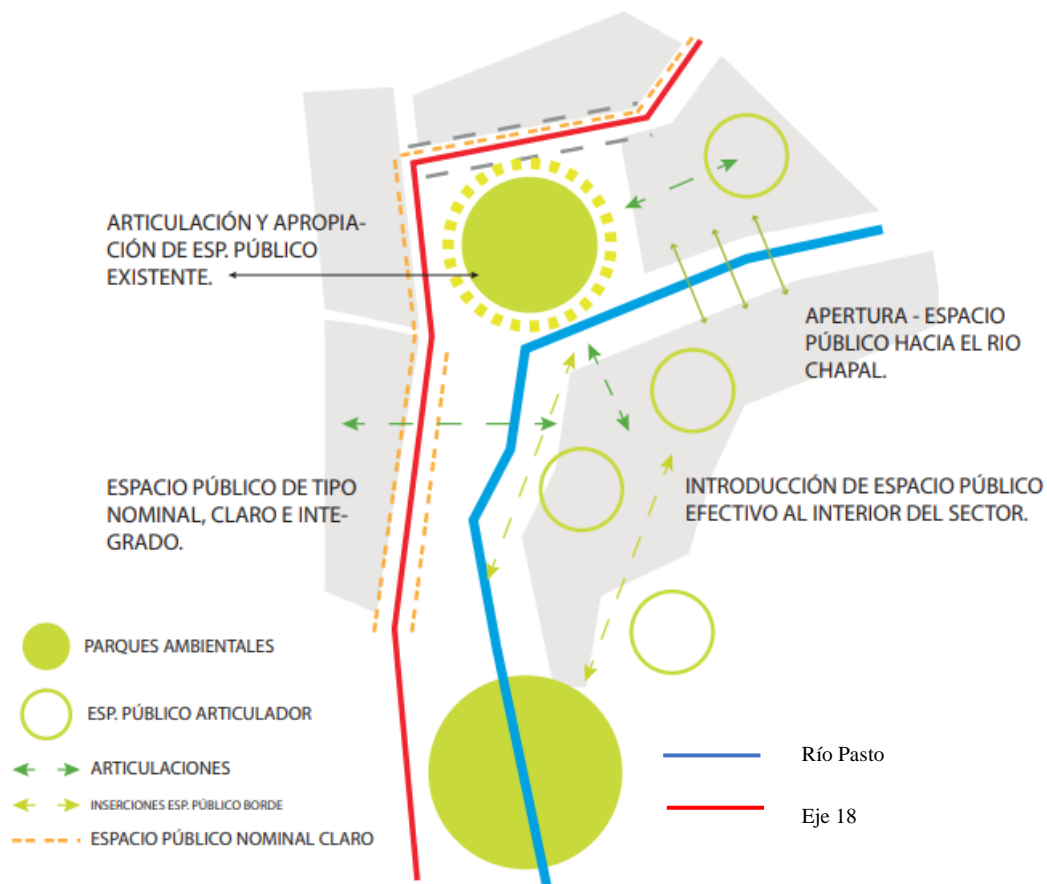 ARTICULACIÓN Y APROPIA-
CIÓN DE ESP. PÚBLICO
EXISTENTE.
APERTURA - ESPACIO
PÚBLICO HACIA EL RIO
CHAPAL.
ESPACIO PÚBLICO DE TIPO
NOMINAL, CLARO E INTE-
GRADO.
INTRODUCCIÓN DE ESPACIO PÚBLICO
EFECTIVO AL INTERIOR DEL SECTOR.
PARQUES AMBIENTALES
ESP. PÚBLICO ARTICULADOR
ARTICULACIONES
INSERCIONES ESP. PÚBLICO BORDE
ESPACIO PÚBLICO NOMINAL CLARO
Río Pasto
Eje 18